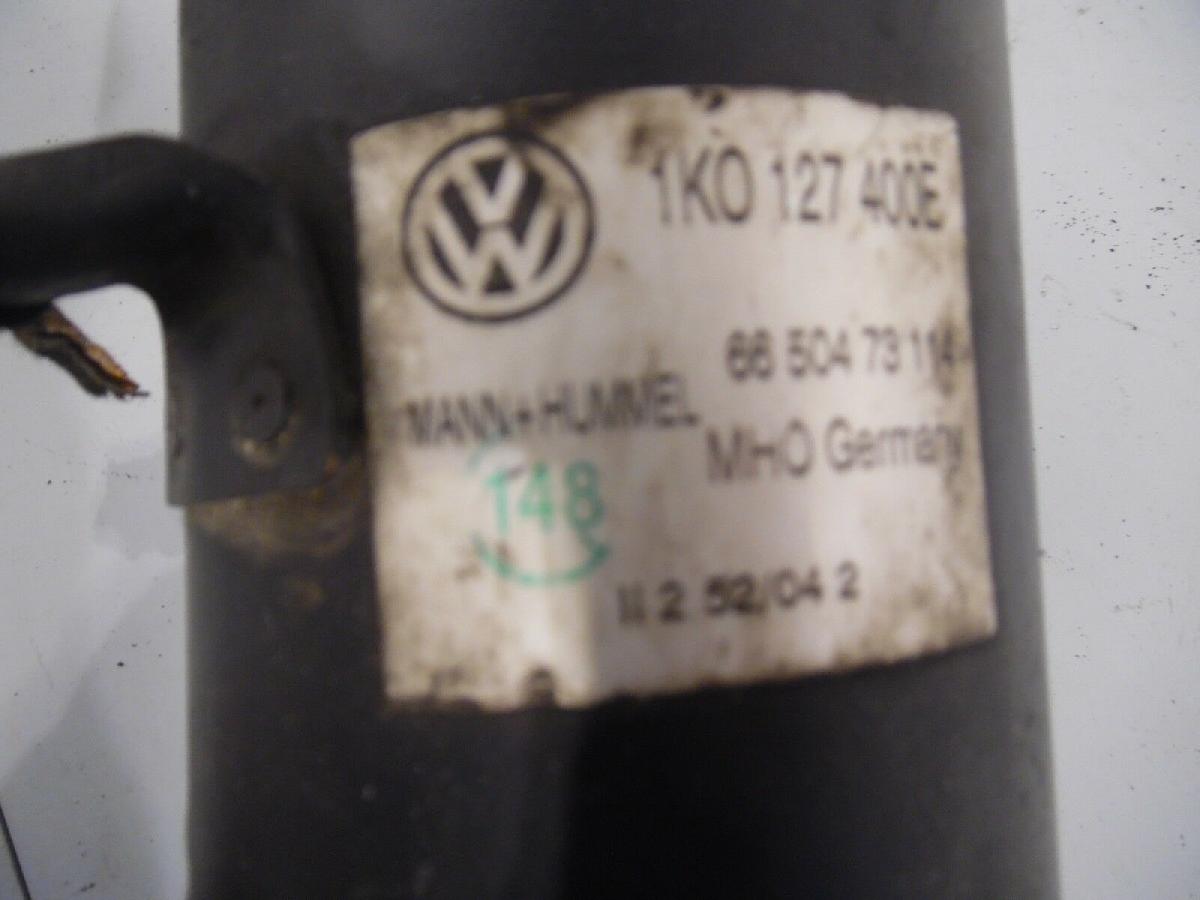 1K0 127 400E
66 504 73 114
MANN+HUMMEL
MHO Germany
148
2 52/04 2